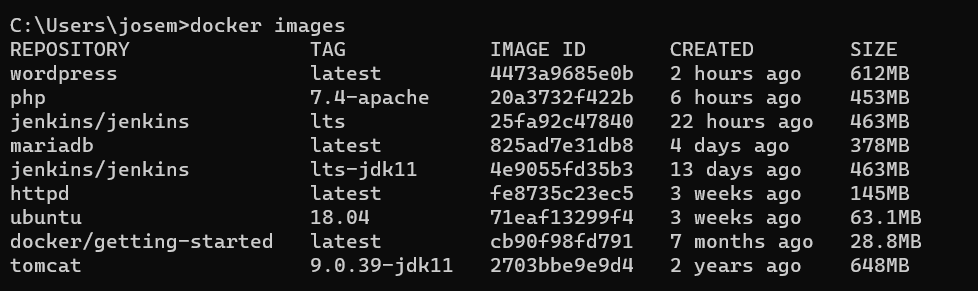 C:\Users\josem>docker images
REPOSITORY TAG IMAGE ID CREATED SIZE
wordpress latest 4473a9685e0b 2 hours ago 612MB
php 7.4-apache 20a3732f422b 6 hours ago 453MB
jenkins/jenkins lts 25fa92c47840 22 hours ago 463MB
mariadb latest 825ad7e31db8 4 days ago 378MB
jenkins/jenkins lts-jdk11 4e9055fd35b3 13 days ago 463MB
httpd latest fe8735c23ec5 3 weeks ago 145MB
ubuntu 18.04 71eaf13299f4 3 weeks ago 63.1MB
docker/getting-started latest cb90f98fd791 7 months ago 28.8MB
tomcat 9.0.39-jdk11 2703bbe9e9d4 2 years ago 648MB